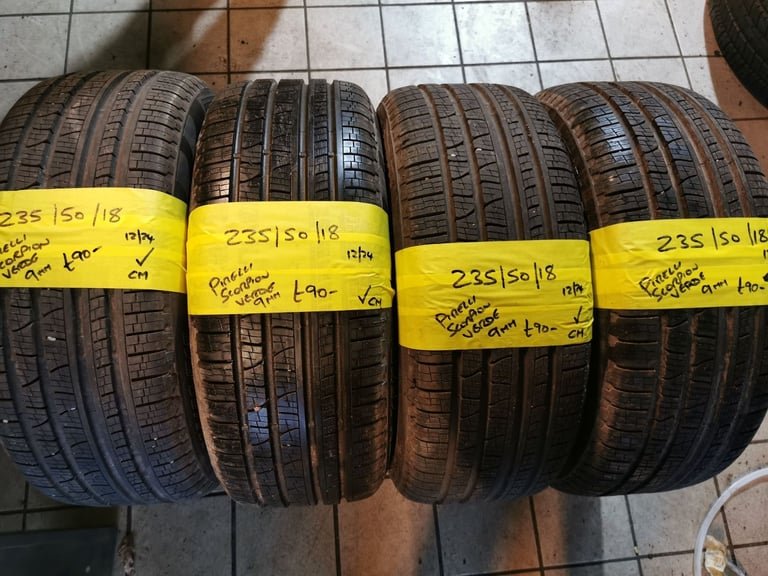 235/50/18
12/24
PIRELLI
SCORPION
VERDE
9MM £90-
✓
CM
235/50/18
12/24
PIRELLI
SCORPION
VERDE
9MM £90-
✓
CM
235/50/18
12/24
PIRELLI
SCORPION
VERDE
9MM £90-
✓
CM
235/50/18
PIRELLI
SCORPION
VERDE
9MM £90-